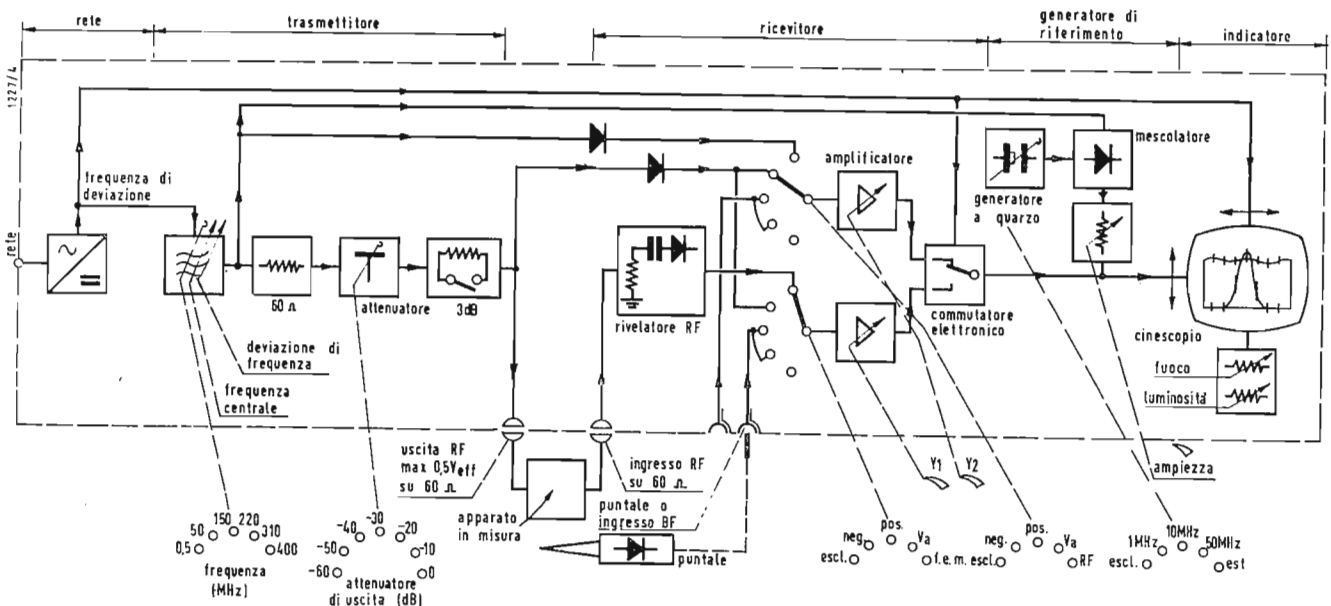 rete
trasmettitore
ricevitore
generatore di
riferimento
indicatore
1227/4
rete
frequenza di
deviazione
60 Ω
attenuatore
3dB
deviazione di
frequenza
frequenza
centrale
rivelatore RF
amplificatore
commutatore
elettronico
generatore
a quarzo
mescolatore
cinescopio
fuoco
luminosità
uscita RF
max 0,5Veff
su 60 Ω
apparato
in misura
ingresso RF
su 60 Ω
puntale o
ingresso BF
puntale
Y1
Y2
ampiezza
0,5
50
150
220
310
400
frequenza
(MHz)
-60
-50
-40
-30
-20
-10
0
attenuatore
di uscita (dB)
escl.
neg.
pos.
Va
f.e.m.
escl.
neg.
pos.
Va
RF
escl.
1MHz
10MHz
50MHz
est